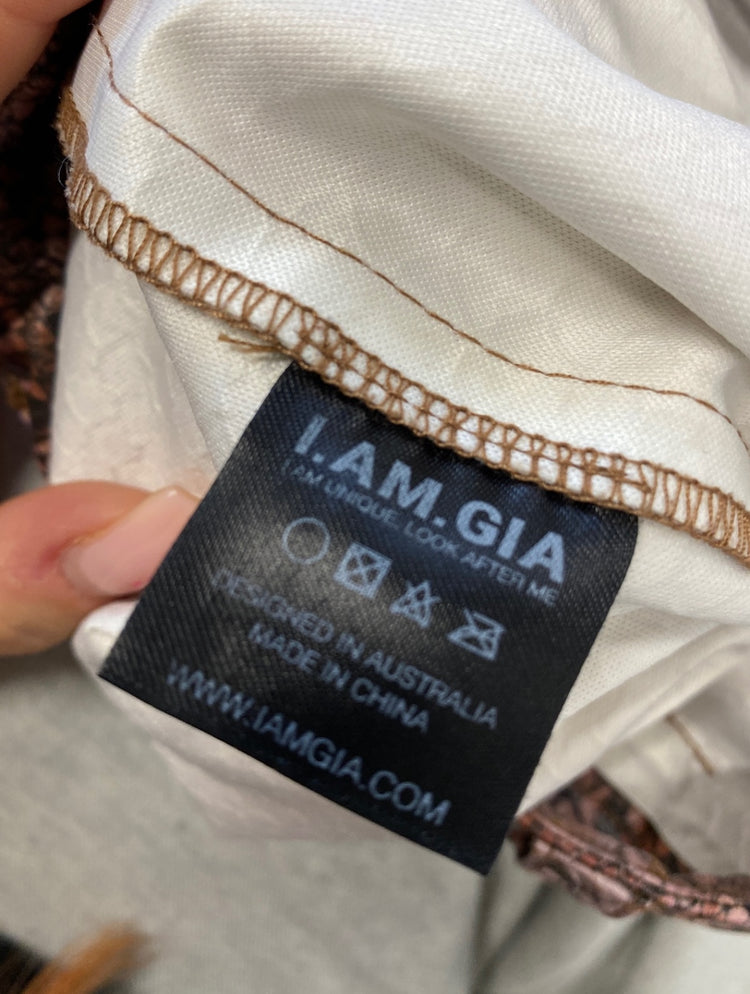 I.AM.GIA
I AM UNIQUE. LOOK AFTER ME
DESIGNED IN AUSTRALIA
MADE IN CHINA
WWW.IAMGIA.COM